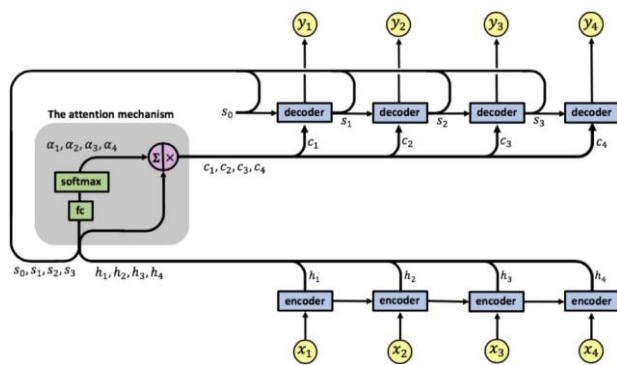 y₁ y₂ y₃ y₄
The attention mechanism
s₀ decoder s₁ decoder s₂ decoder s₃ decoder
α₁, α₂, α₃, α₄
Σ ×
c₁ c₂ c₃ c₄
softmax
c₁, c₂, c₃, c₄
fc
s₀, s₁, s₂, s₃ h₁, h₂, h₃, h₄
h₁ h₂ h₃ h₄
encoder encoder encoder encoder
x₁ x₂ x₃ x₄